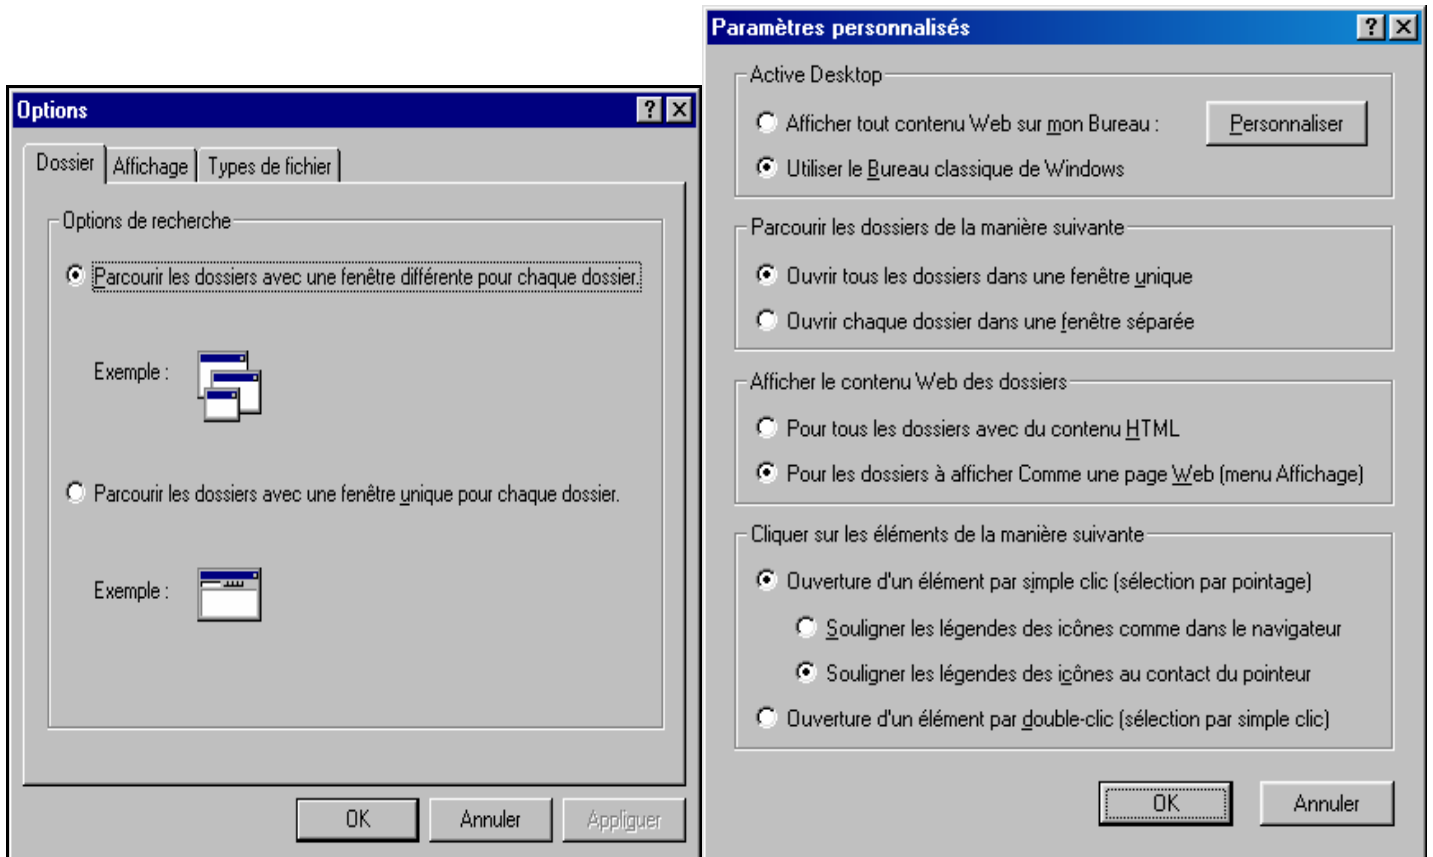 Options
Dossier
Affichage
Types de fichier
Options de recherche
Parcourir les dossiers avec une fenêtre différente pour chaque dossier.
Exemple :
Parcourir les dossiers avec une fenêtre unique pour chaque dossier.
Exemple :
OK
Annuler
Appliquer
Paramètres personnalisés
Active Desktop
Afficher tout contenu Web sur mon Bureau :
Personnaliser
Utiliser le Bureau classique de Windows
Parcourir les dossiers de la manière suivante
Ouvrir tous les dossiers dans une fenêtre unique
Ouvrir chaque dossier dans une fenêtre séparée
Afficher le contenu Web des dossiers
Pour tous les dossiers avec du contenu HTML
Pour les dossiers à afficher Comme une page Web (menu Affichage)
Cliquer sur les éléments de la manière suivante
Ouverture d'un élément par simple clic (sélection par pointage)
Souligner les légendes des icônes comme dans le navigateur
Souligner les légendes des icônes au contact du pointeur
Ouverture d'un élément par double-clic (sélection par simple clic)
OK
Annuler